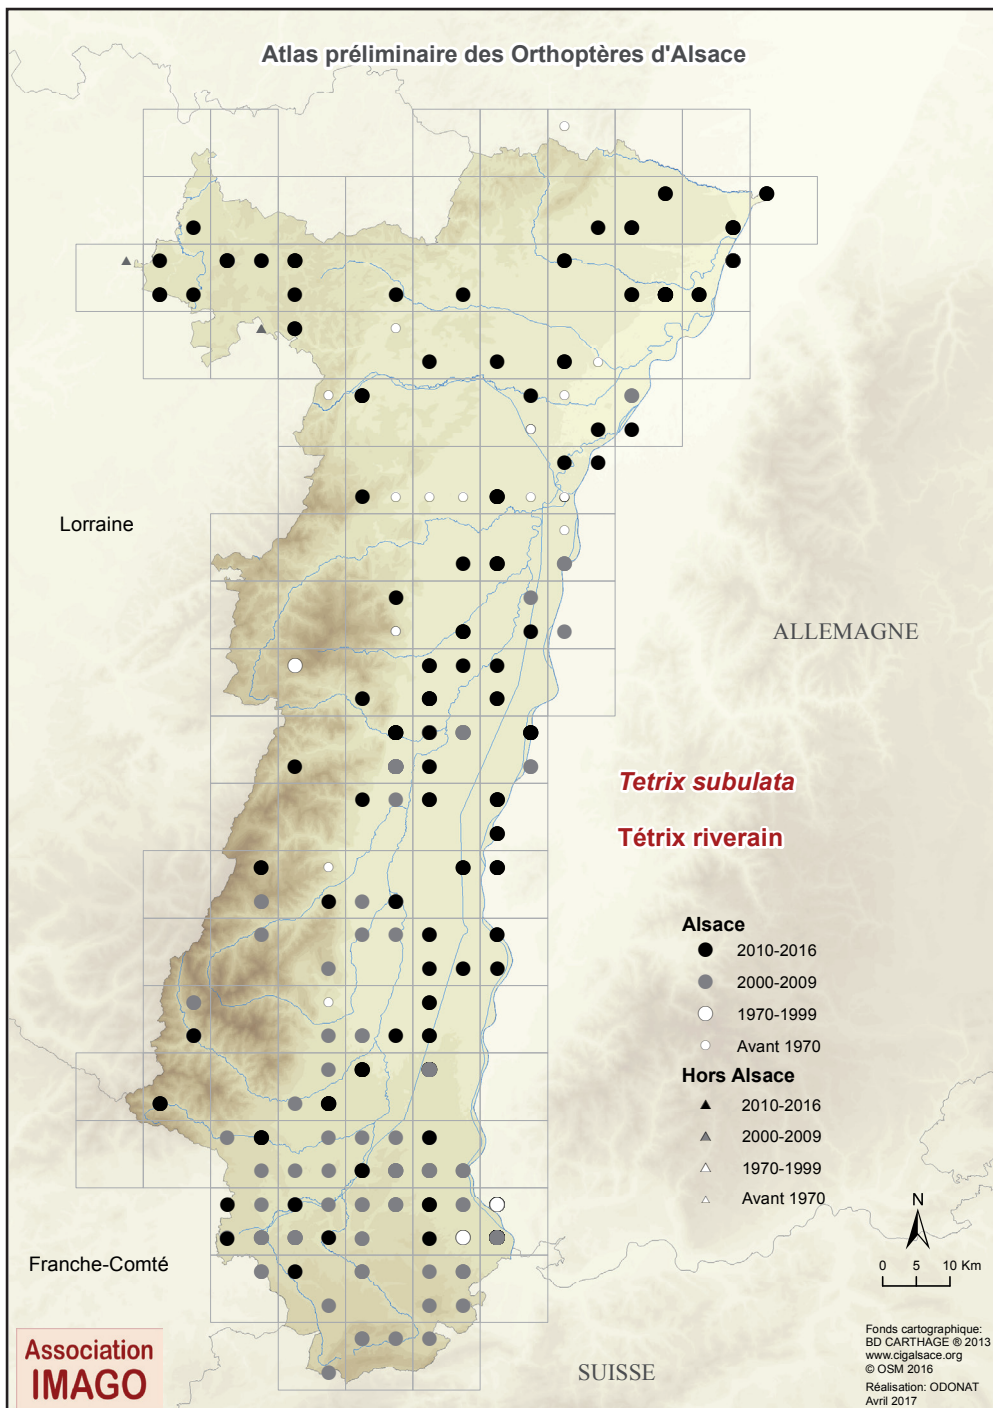 Atlas préliminaire des Orthoptères d'Alsace
Lorraine
ALLEMAGNE
Tetrix subulata
Tétrix riverain
Alsace
2010-2016
2000-2009
1970-1999
Avant 1970
Hors Alsace
2010-2016
2000-2009
1970-1999
Avant 1970
N
0 5 10 Km
Franche-Comté
SUISSE
Association
IMAGO
Fonds cartographique:
BD CARTHAGE ® 2013
www.cigalsace.org
© OSM 2016
Réalisation: ODONAT
Avril 2017